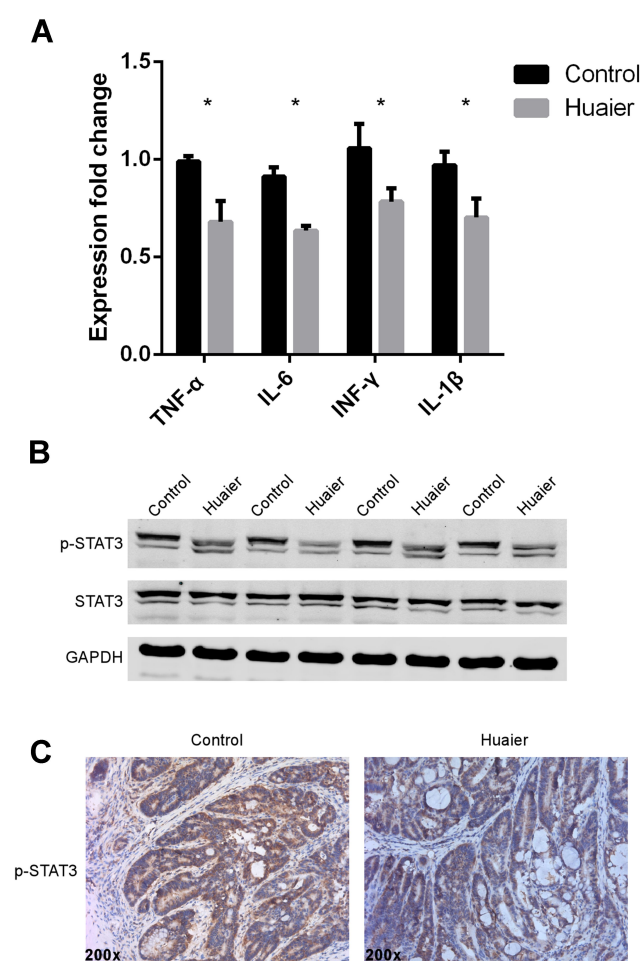 A
Expression fold change
1.5
1.0
0.5
0.0
* * * *
Control
Huaier
TNF-α IL-6 INF-γ IL-1β
B
Control Huaier Control Huaier Control Huaier Control Huaier
p-STAT3
STAT3
GAPDH
C
Control Huaier
p-STAT3
200x 200x